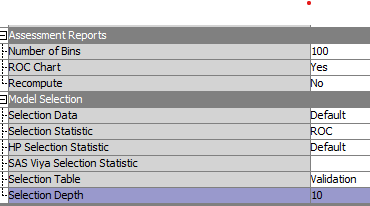 Assessment Reports
Number of Bins 100
ROC Chart Yes
Recompute No
Model Selection
Selection Data Default
Selection Statistic ROC
HP Selection Statistic Default
SAS Viya Selection Statistic
Selection Table Validation
Selection Depth 10